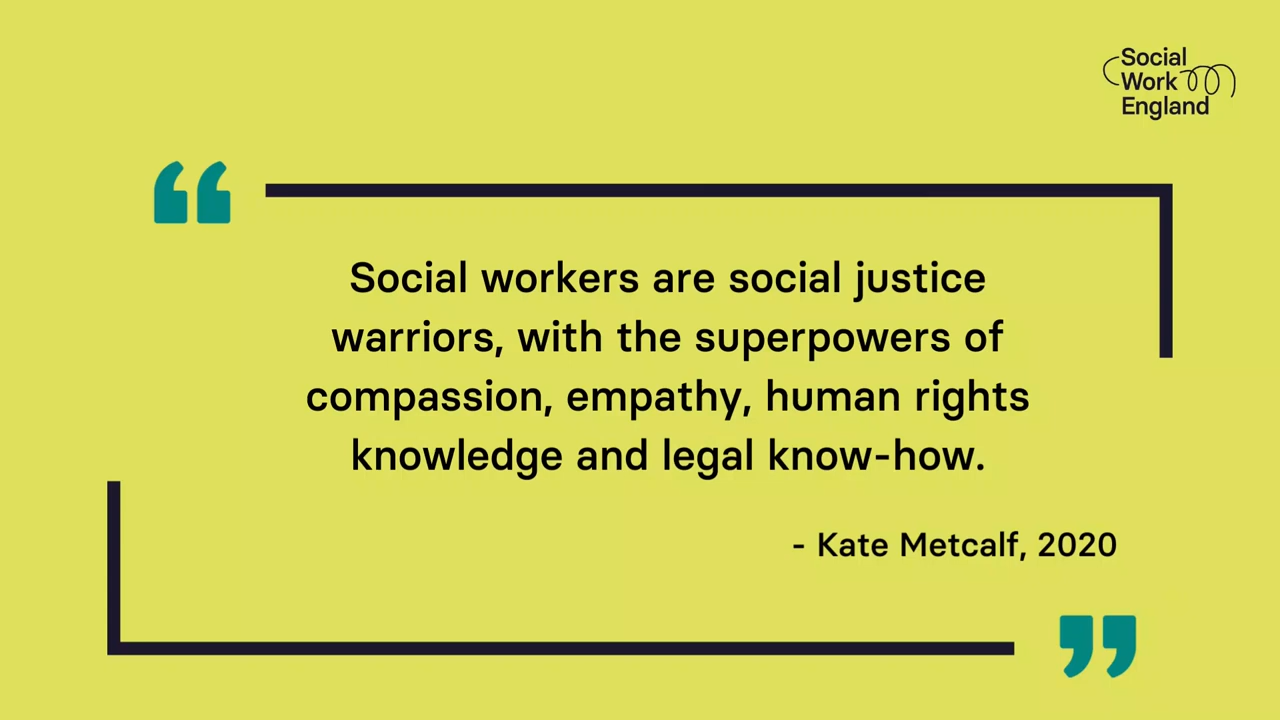 Social
Work
England
“
Social workers are social justice
warriors, with the superpowers of
compassion, empathy, human rights
knowledge and legal know-how.
- Kate Metcalf, 2020
”